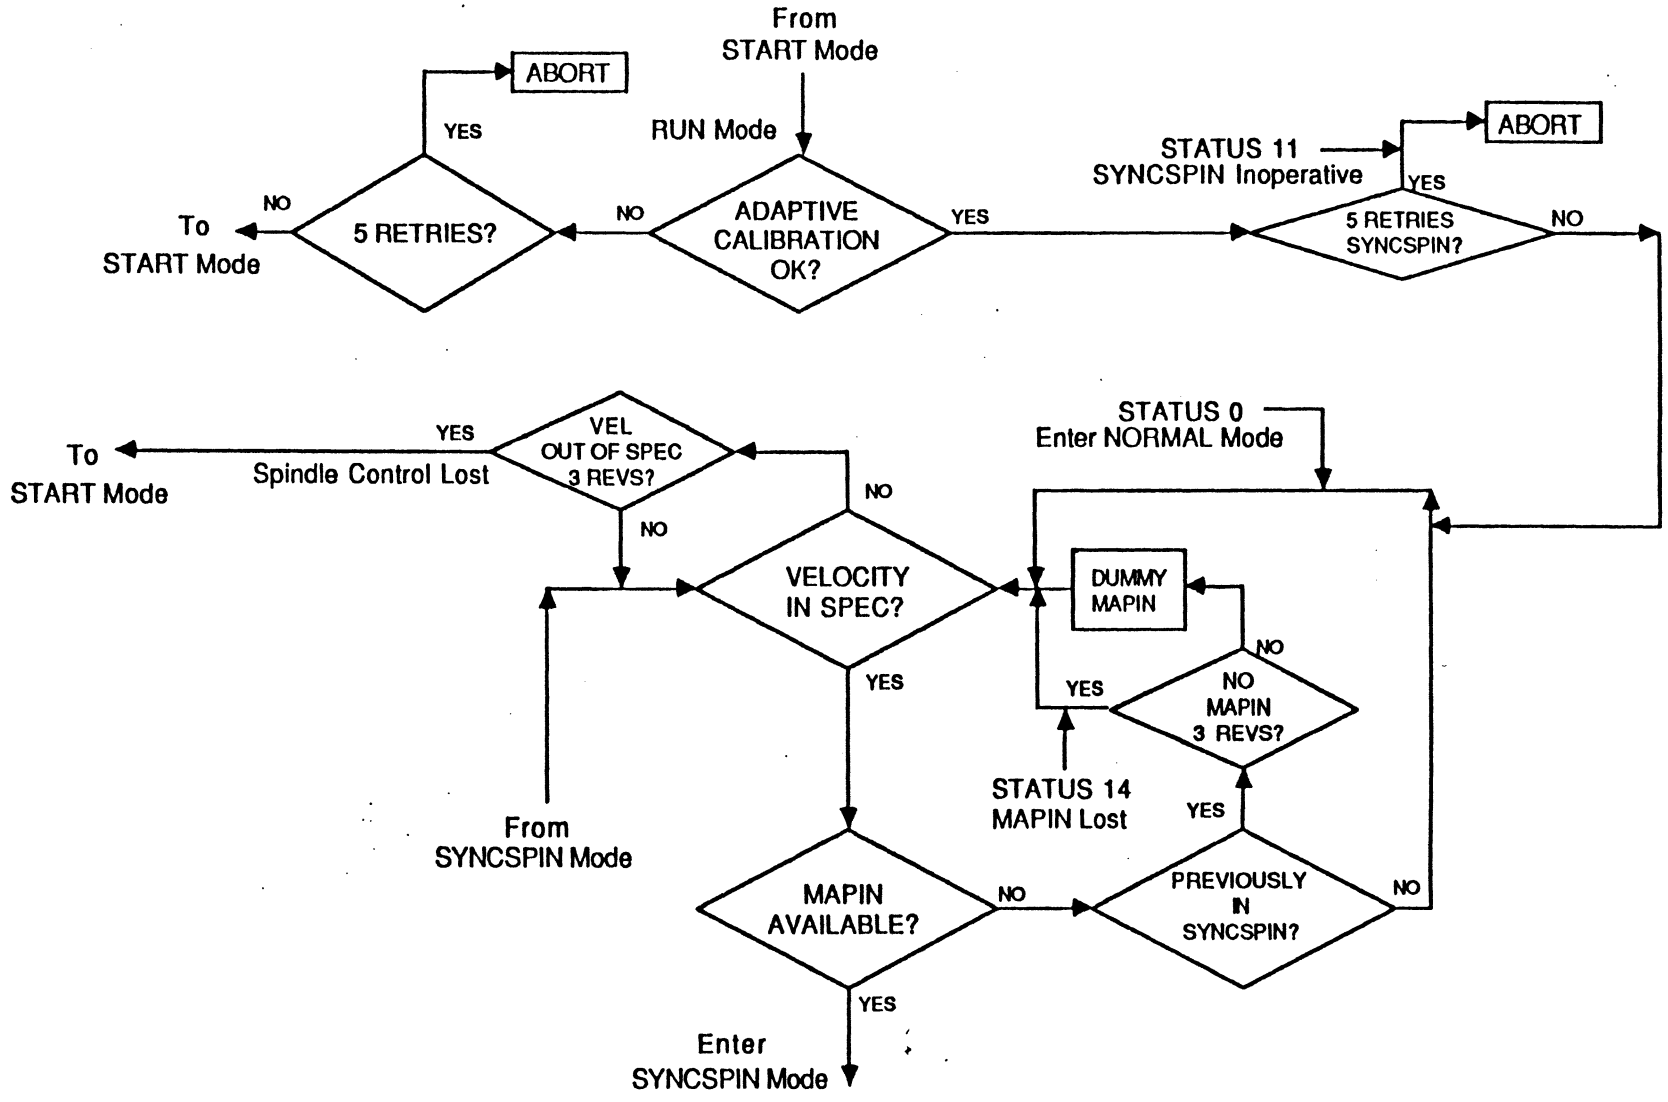 From
START Mode
ABORT
YES
RUN Mode
STATUS 11
SYNCSPIN Inoperative
ABORT
YES
NO
To
START Mode
5 RETRIES?
NO
ADAPTIVE
CALIBRATION
OK?
YES
5 RETRIES
SYNCSPIN?
NO
To
START Mode
YES
Spindle Control Lost
VEL
OUT OF SPEC
3 REVS?
NO
NO
STATUS 0
Enter NORMAL Mode
VELOCITY
IN SPEC?
YES
DUMMY
MAPIN
NO
NO
MAPIN
3 REVS?
YES
STATUS 14
MAPIN Lost
YES
From
SYNCSPIN Mode
MAPIN
AVAILABLE?
NO
PREVIOUSLY
IN
SYNCSPIN?
NO
YES
Enter
SYNCSPIN Mode